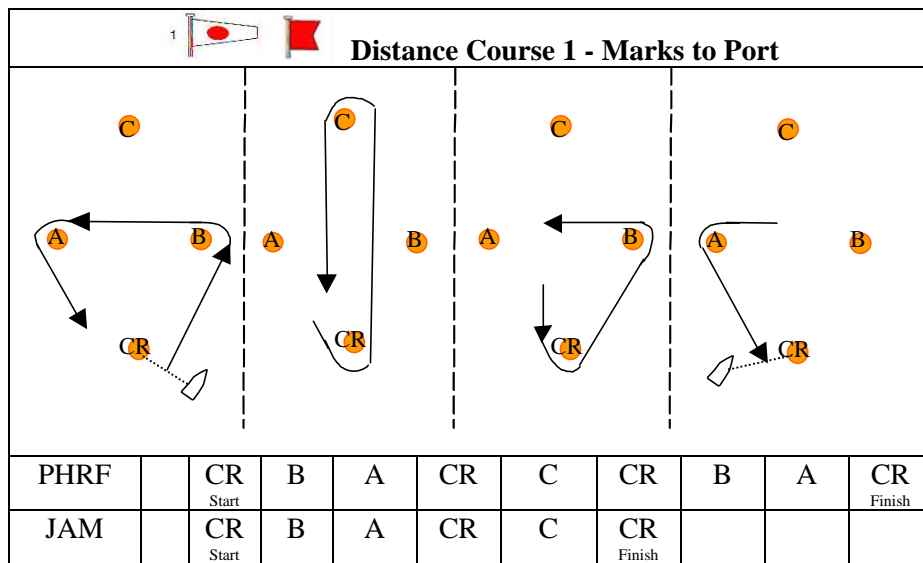 1
Distance Course 1 - Marks to Port
C
C
C
C
A
B
A
B
A
B
A
B
CR
CR
CR
CR
PHRF CR B A CR C CR B A CR
Start Finish
JAM CR B A CR C CR
Start Finish